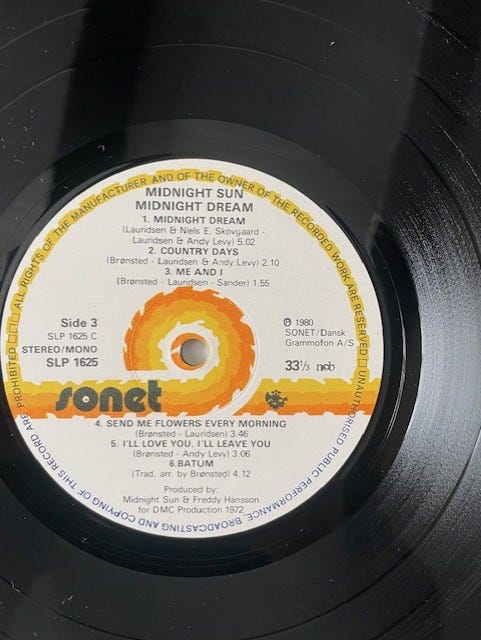 ALL RIGHTS OF THE MANUFACTURER AND OF THE OWNER OF THE RECORDED WORK ARE RESERVED
UNAUTHORISED PUBLIC PERFORMANCE, BROADCASTING AND COPYING OF THIS RECORD ARE PROHIBITED
MIDNIGHT SUN
MIDNIGHT DREAM
1. MIDNIGHT DREAM
(Lauridsen & Niels E. Skovgaard -
Lauridsen & Andy Levy) 5.02
2. COUNTRY DAYS
(Brønsted - Lauridsen & Andy Levy) 2.10
3. ME AND I
(Brønsted - Lauridsen - Sander) 1.55
Side 3
SLP 1625 C
STEREO/MONO
SLP 1625
℗ 1980
SONET/Dansk
Grammofon A/S
33⅓ ncb
sonet
4. SEND ME FLOWERS EVERY MORNING
(Brønsted - Lauridsen) 3.46
5. I'LL LOVE YOU, I'LL LEAVE YOU
(Brønsted - Andy Levy) 3.06
6.BATUM
(Trad. arr by Brønsted) 4.12
Produced by:
Midnight Sun & Freddy Hansson
for DMC Production 1972